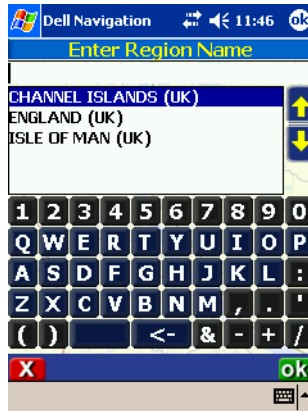 Dell Navigation 11:46 ok
Enter Region Name
CHANNEL ISLANDS (UK)
ENGLAND (UK)
ISLE OF MAN (UK)
1 2 3 4 5 6 7 8 9 0
Q W E R T Y U I O P
A S D F G H J K L :
Z X C V B N M , . "
( ) <- & - + /
X ok